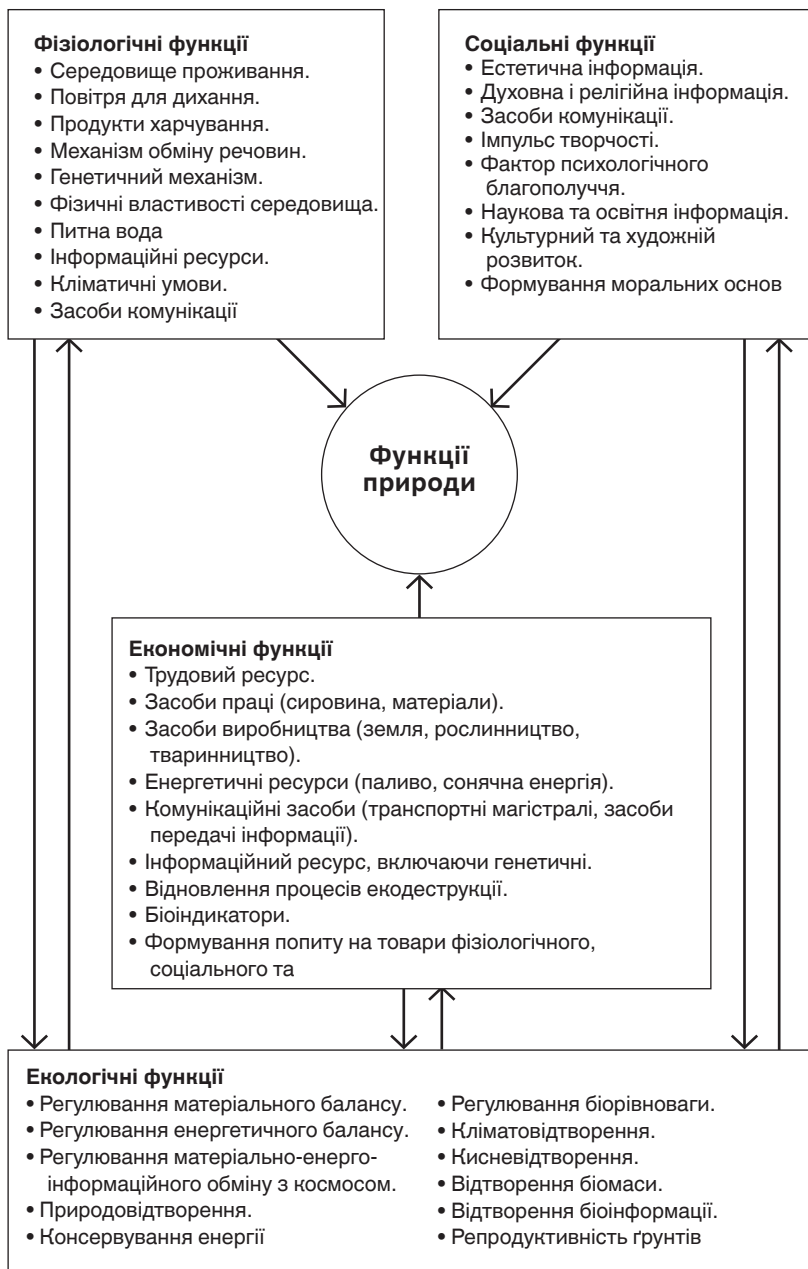 Фізіологічні функції
• Середовище проживання.
• Повітря для дихання.
• Продукти харчування.
• Механізм обміну речовин.
• Генетичний механізм.
• Фізичні властивості середовища.
• Питна вода
• Інформаційні ресурси.
• Кліматичні умови.
• Засоби комунікації
Соціальні функції
• Естетична інформація.
• Духовна і релігійна інформація.
• Засоби комунікації.
• Імпульс творчості.
• Фактор психологічного
благополуччя.
• Наукова та освітня інформація.
• Культурний та художній
розвиток.
• Формування моральних основ
Функції
природи
Економічні функції
• Трудовий ресурс.
• Засоби праці (сировина, матеріали).
• Засоби виробництва (земля, рослинництво,
тваринництво).
• Енергетичні ресурси (паливо, сонячна енергія).
• Комунікаційні засоби (транспортні магістралі, засоби
передачі інформації).
• Інформаційний ресурс, включаючи генетичні.
• Відновлення процесів екодеструкції.
• Біоіндикатори.
• Формування попиту на товари фізіологічного,
соціального та
Екологічні функції
• Регулювання матеріального балансу.
• Регулювання енергетичного балансу.
• Регулювання матеріально-енерго-
інформаційного обміну з космосом.
• Природовідтворення.
• Консервування енергії
• Регулювання біорівноваги.
• Кліматовідтворення.
• Кисневідтворення.
• Відтворення біомаси.
• Відтворення біоінформації.
• Репродуктивність ґрунтів